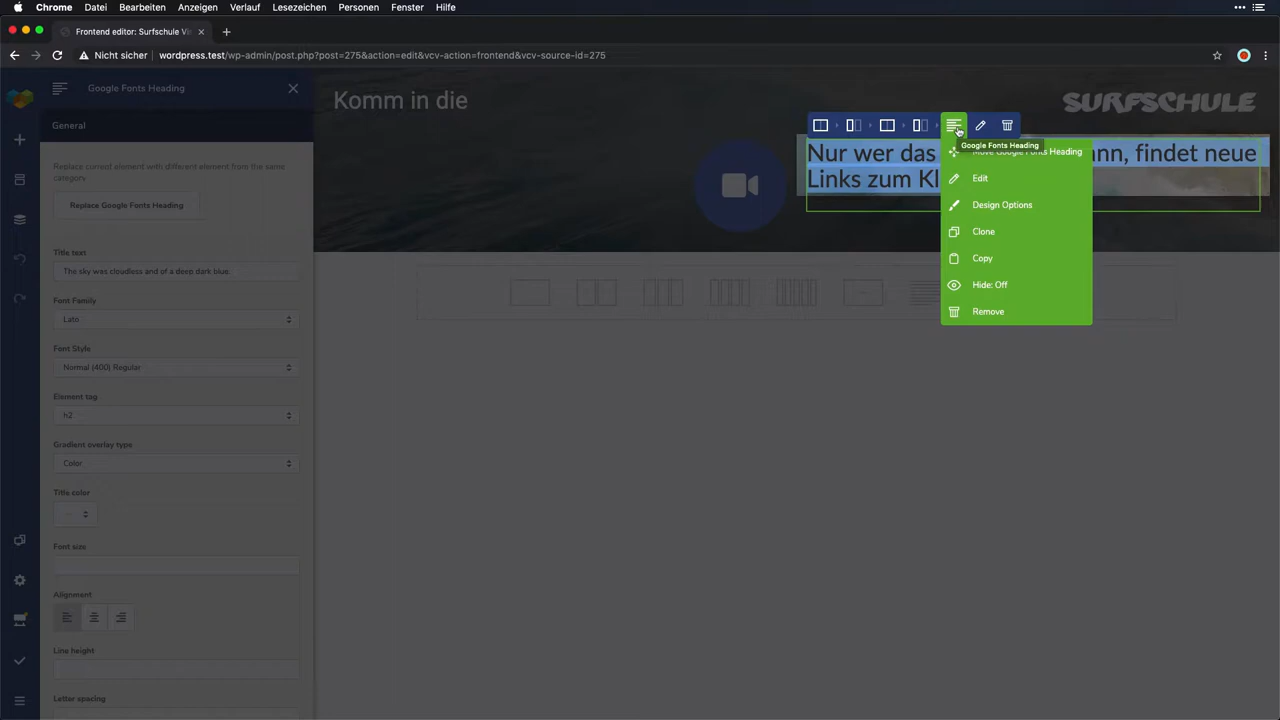 Chrome Datei Bearbeiten Anzeigen Verlauf Lesezeichen Personen Fenster Hilfe
Frontend editor: Surfschule Vi
Nicht sicher wordpress.test/wp-admin/post.php?post=275&action=edit&vcv-action=frontend&vcv-source-id=275
Google Fonts Heading
General
Replace current element with different element from the same
category
Replace Google Fonts Heading
Title text
The sky was cloudless and of a deep dark blue.
Font Family
Lato
Font Style
Normal (400) Regular
Element tag
h2
Gradient overlay type
Color
Title color
Font size
Alignment
Line height
Letter spacing
Komm in die
SURFSCHULE
Nur wer das ann, findet neue
Links zum Kl
Google Fonts Heading
Move Google Fonts Heading
Edit
Design Options
Clone
Copy
Hide: Off
Remove